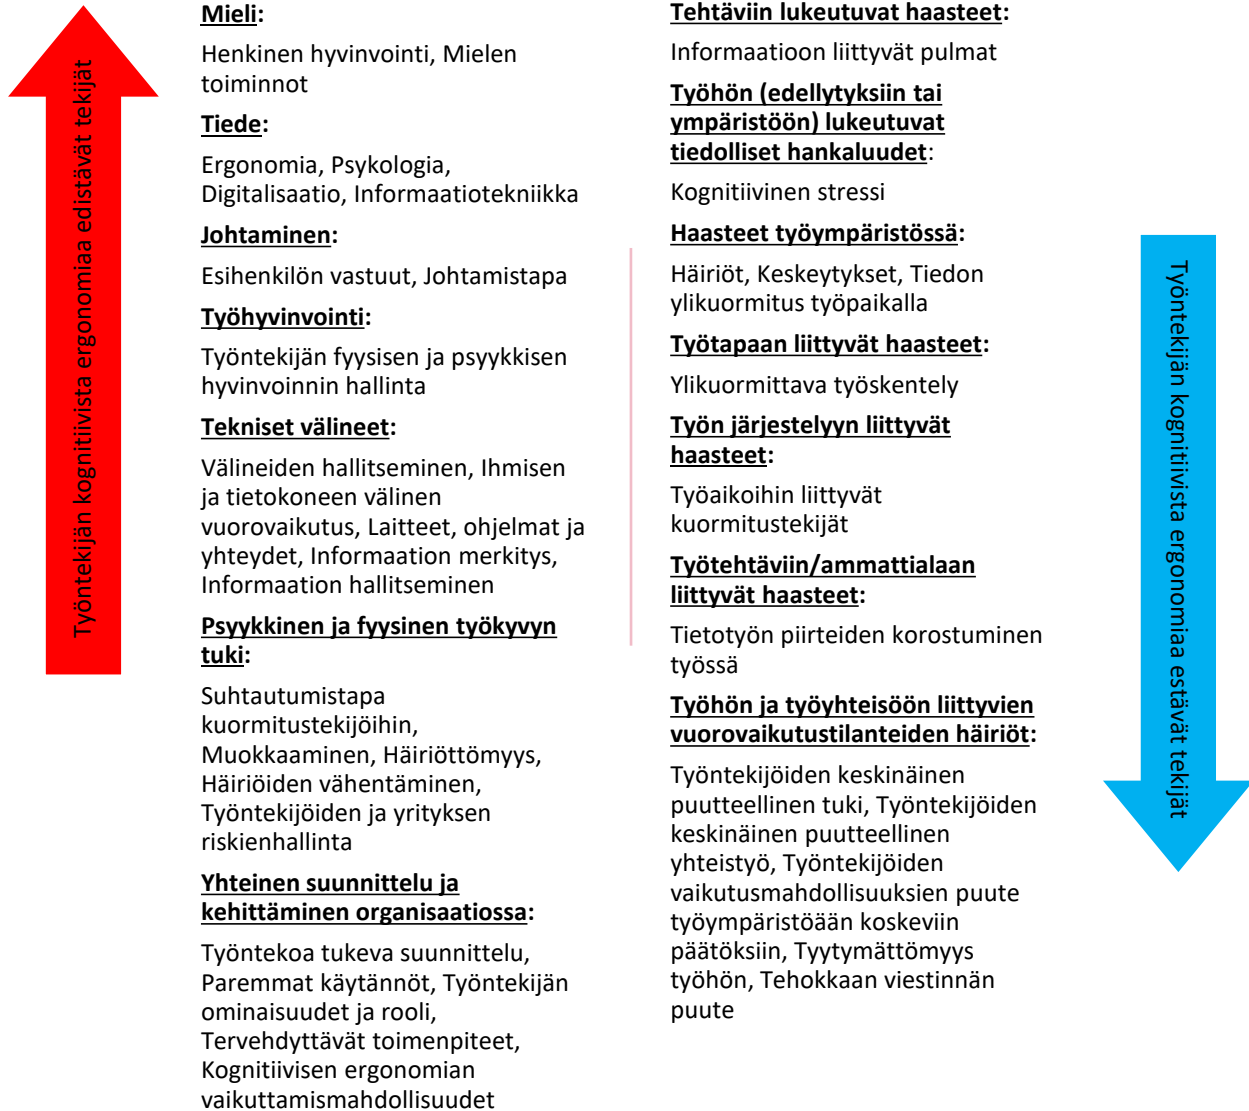 Työntekijän kognitiivista ergonomiaa edistävät tekijät
Mieli:
Henkinen hyvinvointi, Mielen
toiminnot
Tiede:
Ergonomia, Psykologia,
Digitalisaatio, Informaatiotekniikka
Johtaminen:
Esihenkilön vastuut, Johtamistapa
Työhyvinvointi:
Työntekijän fyysisen ja psyykkisen
hyvinvoinnin hallinta
Tekniset välineet:
Välineiden hallitseminen, Ihmisen
ja tietokoneen välinen
vuorovaikutus, Laitteet, ohjelmat ja
yhteydet, Informaation merkitys,
Informaation hallitseminen
Psyykkinen ja fyysinen työkyvyn
tuki:
Suhtautumistapa
kuormitustekijöihin,
Muokkaaminen, Häiriöttömyys,
Häiriöiden vähentäminen,
Työntekijöiden ja yrityksen
riskienhallinta
Yhteinen suunnittelu ja
kehittäminen organisaatiossa:
Työntekoa tukeva suunnittelu,
Paremmat käytännöt, Työntekijän
ominaisuudet ja rooli,
Tervehdyttävät toimenpiteet,
Kognitiivisen ergonomian
vaikuttamismahdollisuudet
Tehtäviin lukeutuvat haasteet:
Informaatioon liittyvät pulmat
Työhön (edellytyksiin tai
ympäristöön) lukeutuvat
tiedolliset hankaluudet:
Kognitiivinen stressi
Haasteet työympäristössä:
Häiriöt, Keskeytykset, Tiedon
ylikuormitus työpaikalla
Työtapaan liittyvät haasteet:
Ylikuormittava työskentely
Työn järjestelyyn liittyvät
haasteet:
Työaikoihin liittyvät
kuormitustekijät
Työtehtäviin/ammattialaan
liittyvät haasteet:
Tietotyön piirteiden korostuminen
työssä
Työhön ja työyhteisöön liittyvien
vuorovaikutustilanteiden häiriöt:
Työntekijöiden keskinäinen
puutteellinen tuki, Työntekijöiden
keskinäinen puutteellinen
yhteistyö, Työntekijöiden
vaikutusmahdollisuuksien puute
työympäristöään koskeviin
päätöksiin, Tyytymättömyys
työhön, Tehokkaan viestinnän
puute
Työntekijän kognitiivista ergonomiaa estävät tekijät